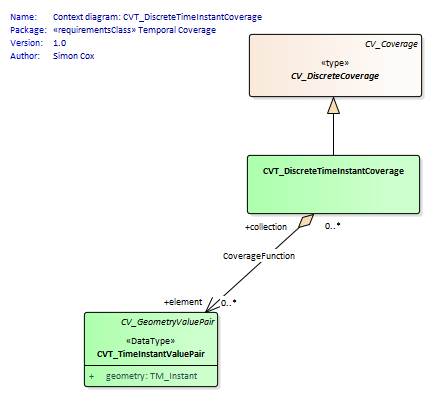 Name: Context diagram: CVT_DiscreteTimeInstantCoverage
Package: «requirementsClass» Temporal Coverage
Version: 1.0
Author: Simon Cox
CV_Coverage
«type»
CV_DiscreteCoverage
CVT_DiscreteTimeInstantCoverage
+collection 0..*
CoverageFunction
+element 0..*
CV_GeometryValuePair
«DataType»
CVT_TimeInstantValuePair
+ geometry: TM_Instant